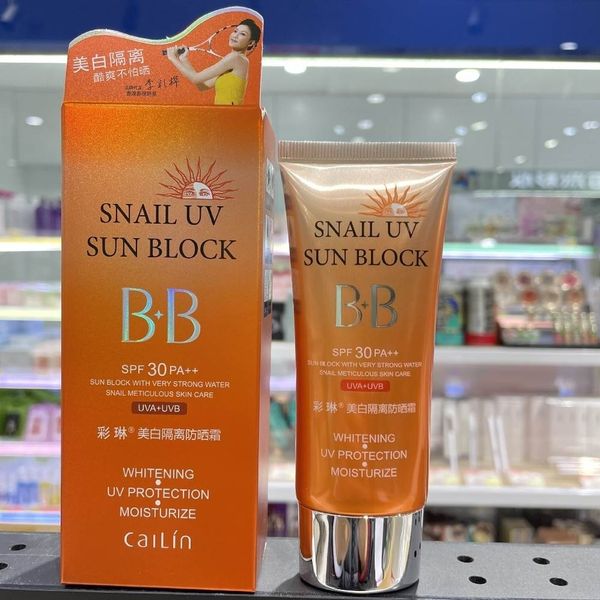 美白隔离
酷爽不怕晒
SNAIL UV
SUN BLOCK
B+B
SPF 30 PA++
SUN BLOCK WITH VERY STRONG WATER
SNAIL METICULOUS SKIN CARE
UVA+UVB
彩琳® 美白隔离防晒霜
WHITENING
UV PROTECTION
MOISTURIZE
CaiLín
SNAIL UV
SUN BLOCK
B+B
SPF 30 PA++
SUN BLOCK WITH VERY STRONG WATER
SNAIL METICULOUS SKIN CARE
UVA+UVB
彩琳® 美白隔离防晒霜
WHITENING
UV PROTECTION
MOISTURIZE